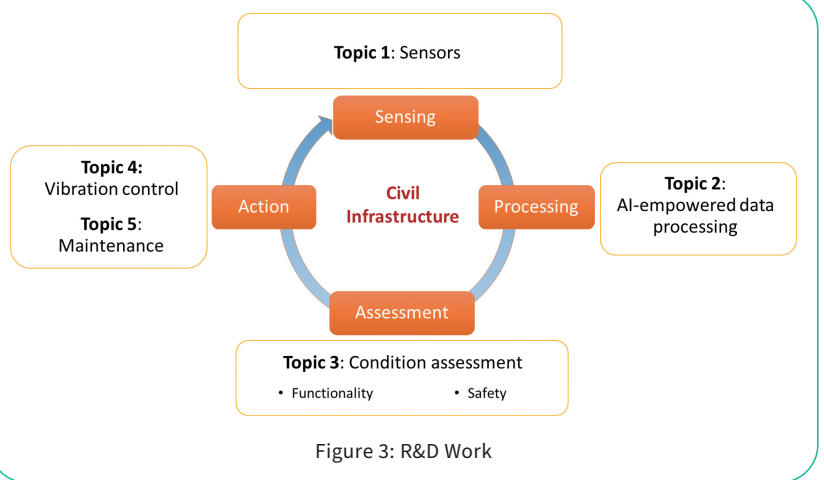 Topic 1: Sensors
Sensing
Topic 4:
Vibration control
Topic 5:
Maintenance
Action
Civil
Infrastructure
Processing
Topic 2:
AI-empowered data
processing
Assessment
Topic 3: Condition assessment
• Functionality • Safety
Figure 3: R&D Work